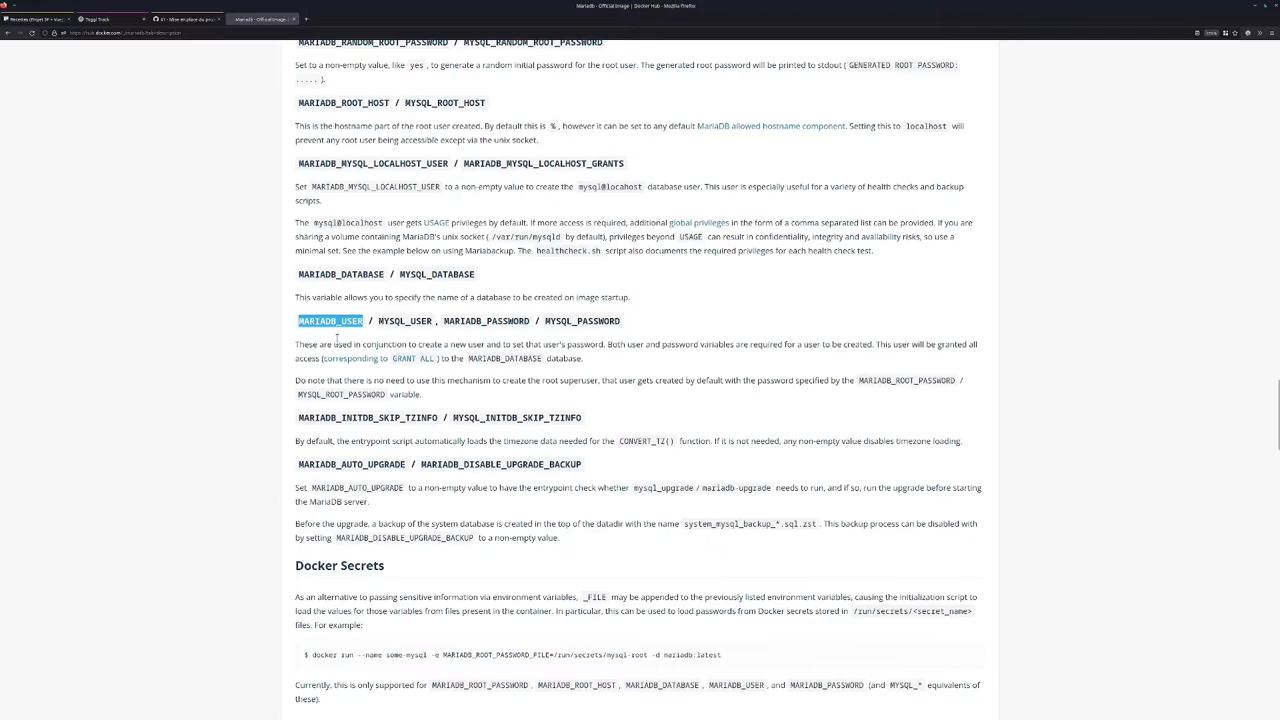 Mariadb - Official Image | Docker Hub - Mozilla Firefox
Toggl Track
Mariadb - Official Image
MARIADB_RANDOM_ROOT_PASSWORD / MYSQL_RANDOM_ROOT_PASSWORD
Set to a non-empty value, like yes, to generate a random initial password for the root user. The generated root password will be printed to stdout ( GENERATED ROOT PASSWORD:
..... ).
MARIADB_ROOT_HOST / MYSQL_ROOT_HOST
This is the hostname part of the root user created. By default this is %, however it can be set to any default MariaDB allowed hostname component. Setting this to localhost will
prevent any root user being accessible except via the unix socket.
MARIADB_MYSQL_LOCALHOST_USER / MARIADB_MYSQL_LOCALHOST_GRANTS
Set MARIADB_MYSQL_LOCALHOST_USER to a non-empty value to create the mysql@locahost database user. This user is especially useful for a variety of health checks and backup
scripts.
The mysql@localhost user gets USAGE privileges by default. If more access is required, additional global privileges in the form of a comma separated list can be provided. If you are
sharing a volume containing MariaDB's unix socket ( /var/run/mysqld by default), privileges beyond USAGE can result in confidentiality, integrity and availability risks, so use a
minimal set. See the example below on using Mariabackup. The healthcheck.sh script also documents the required privileges for each health check test.
MARIADB_DATABASE / MYSQL_DATABASE
This variable allows you to specify the name of a database to be created on image startup.
MARIADB_USER / MYSQL_USER , MARIADB_PASSWORD / MYSQL_PASSWORD
These are used in conjunction to create a new user and to set that user's password. Both user and password variables are required for a user to be created. This user will be granted all
access (corresponding to GRANT ALL ) to the MARIADB_DATABASE database.
Do note that there is no need to use this mechanism to create the root superuser, that user gets created by default with the password specified by the MARIADB_ROOT_PASSWORD /
MYSQL_ROOT_PASSWORD variable.
MARIADB_INITDB_SKIP_TZINFO / MYSQL_INITDB_SKIP_TZINFO
By default, the entrypoint script automatically loads the timezone data needed for the CONVERT_TZ() function. If it is not needed, any non-empty value disables timezone loading.
MARIADB_AUTO_UPGRADE / MARIADB_DISABLE_UPGRADE_BACKUP
Set MARIADB_AUTO_UPGRADE to a non-empty value to have the entrypoint check whether mysql_upgrade / mariadb-upgrade needs to run, and if so, run the upgrade before starting
the MariaDB server.
Before the upgrade, a backup of the system database is created in the top of the datadir with the name system_mysql_backup_*.sql.zst. This backup process can be disabled with
by setting MARIADB_DISABLE_UPGRADE_BACKUP to a non-empty value.
Docker Secrets
As an alternative to passing sensitive information via environment variables, _FILE may be appended to the previously listed environment variables, causing the initialization script to
load the values for those variables from files present in the container. In particular, this can be used to load passwords from Docker secrets stored in /run/secrets/<secret_name>
files. For example:
$ docker run --name some-mysql -e MARIADB_ROOT_PASSWORD_FILE=/run/secrets/mysql-root -d mariadb:latest
Currently, this is only supported for MARIADB_ROOT_PASSWORD , MARIADB_ROOT_HOST , MARIADB_DATABASE , MARIADB_USER , and MARIADB_PASSWORD (and MYSQL_* equivalents of
these).